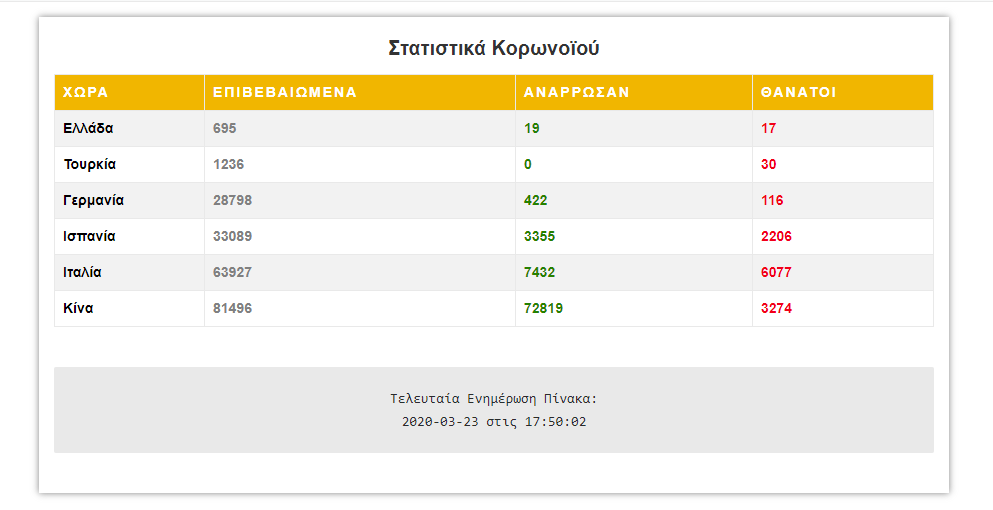 Στατιστικά Κορωνοϊού
ΧΩΡΑ ΕΠΙΒΕΒΑΙΩΜΕΝΑ ΑΝΑΡΡΩΣΑΝ ΘΑΝΑΤΟΙ
Ελλάδα 695 19 17
Τουρκία 1236 0 30
Γερμανία 28798 422 116
Ισπανία 33089 3355 2206
Ιταλία 63927 7432 6077
Κίνα 81496 72819 3274
Τελευταία Ενημέρωση Πίνακα:
2020-03-23 στις 17:50:02